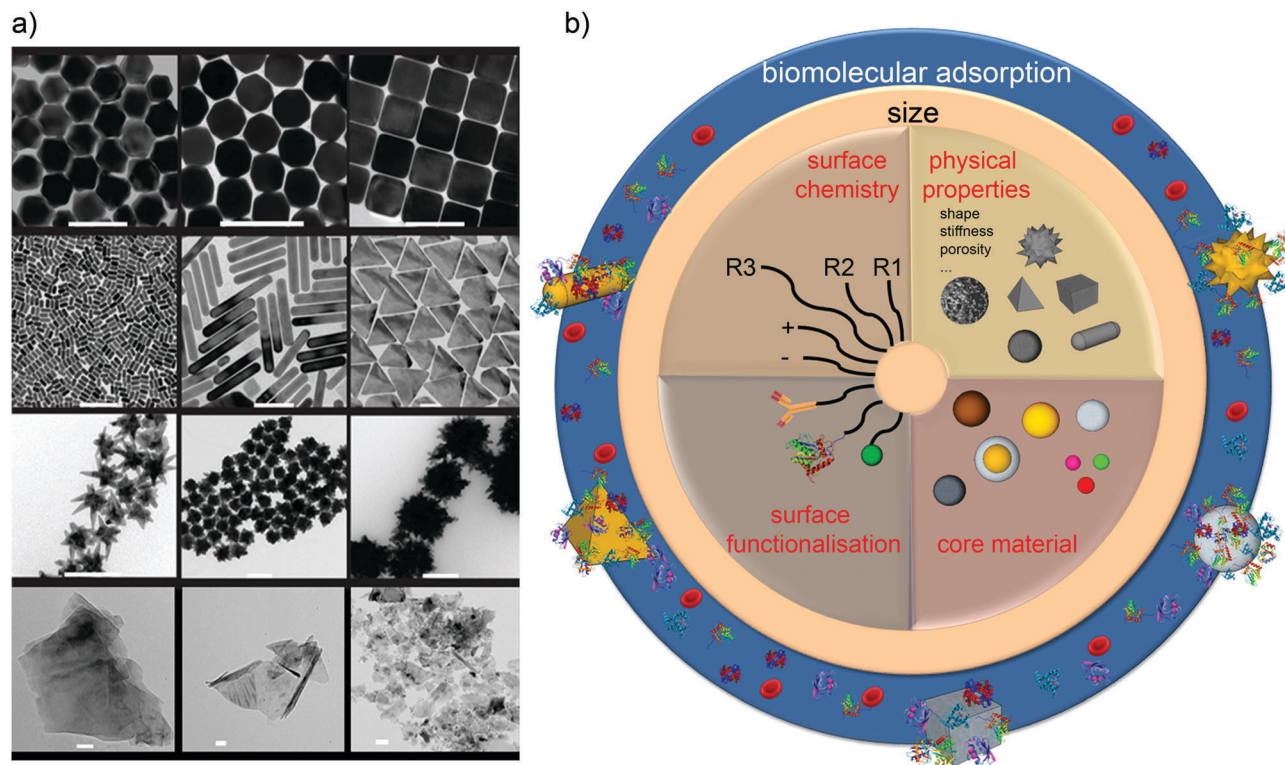 a)
b)
biomolecular adsorption
size
surface
chemistry
physical
properties
shape
stiffness
porosity
...
R3
R2
R1
+
-
surface
functionalisation
core material